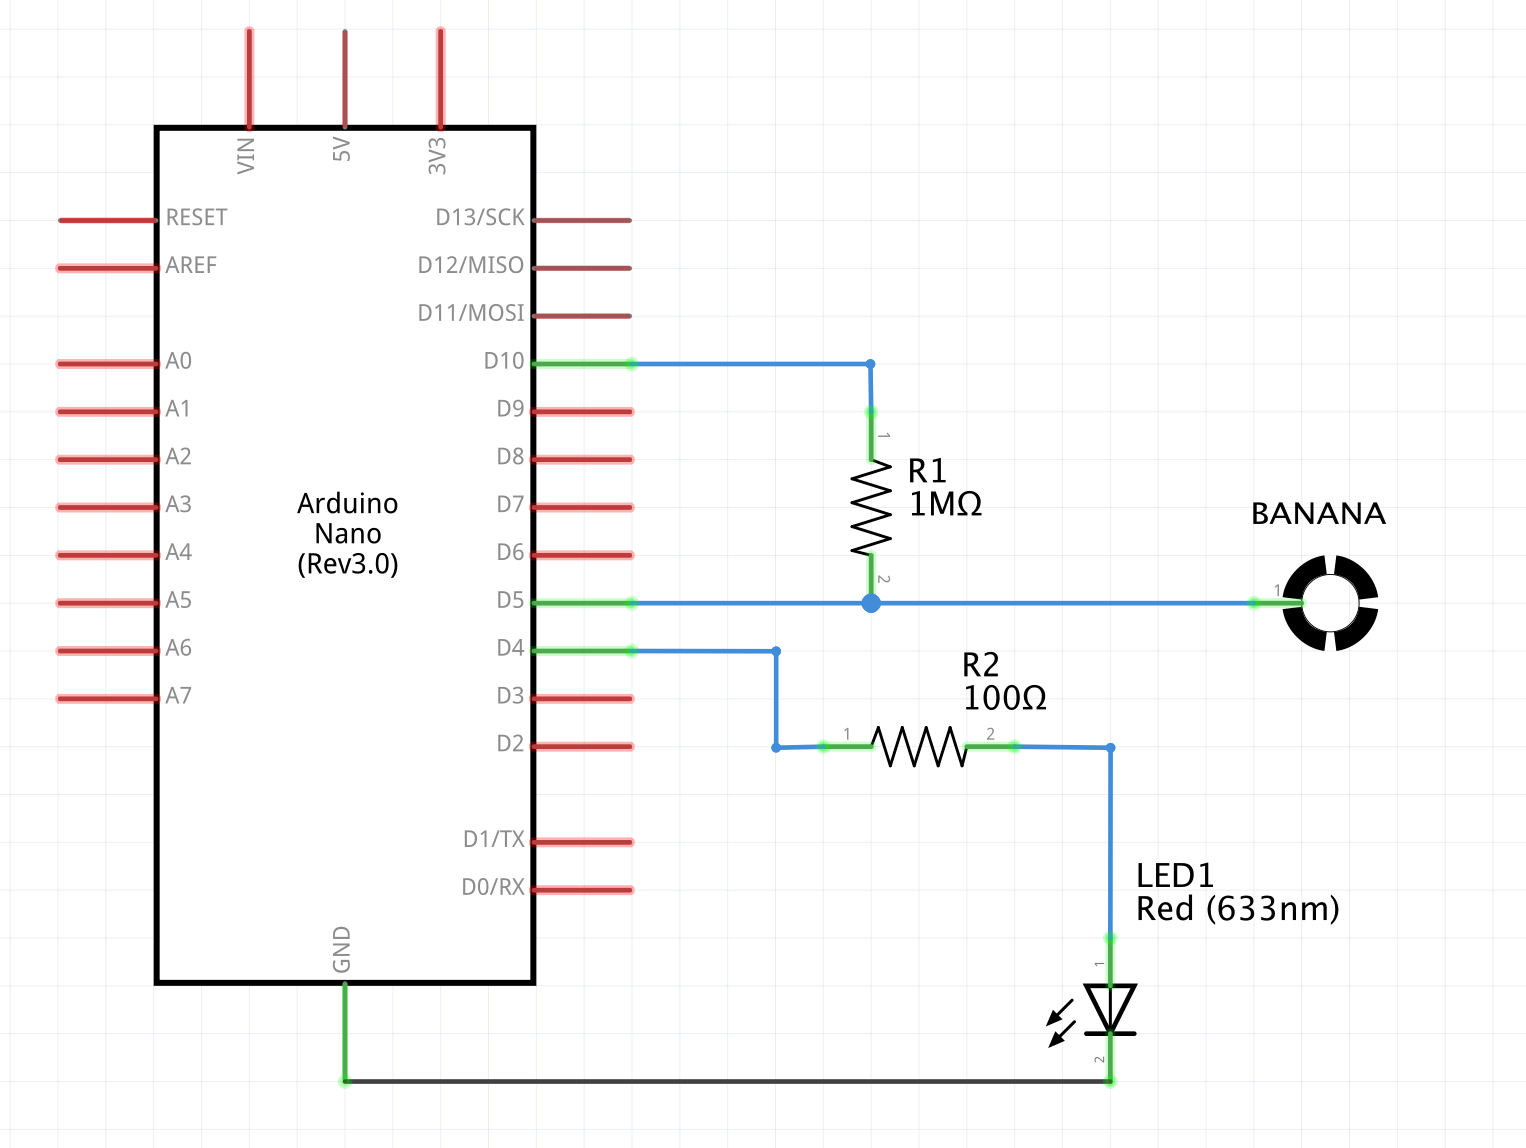 VIN
5V
3V3
RESET
D13/SCK
AREF
D12/MISO
D11/MOSI
A0
D10
A1
D9
1
A2
D8
R1
1MΩ
A3
Arduino
Nano
(Rev3.0)
D7
BANANA
A4
D6
2
A5
D5
1
A6
D4
R2
100Ω
A7
D3
D2
1
2
D1/TX
D0/RX
LED1
Red (633nm)
GND
1
2